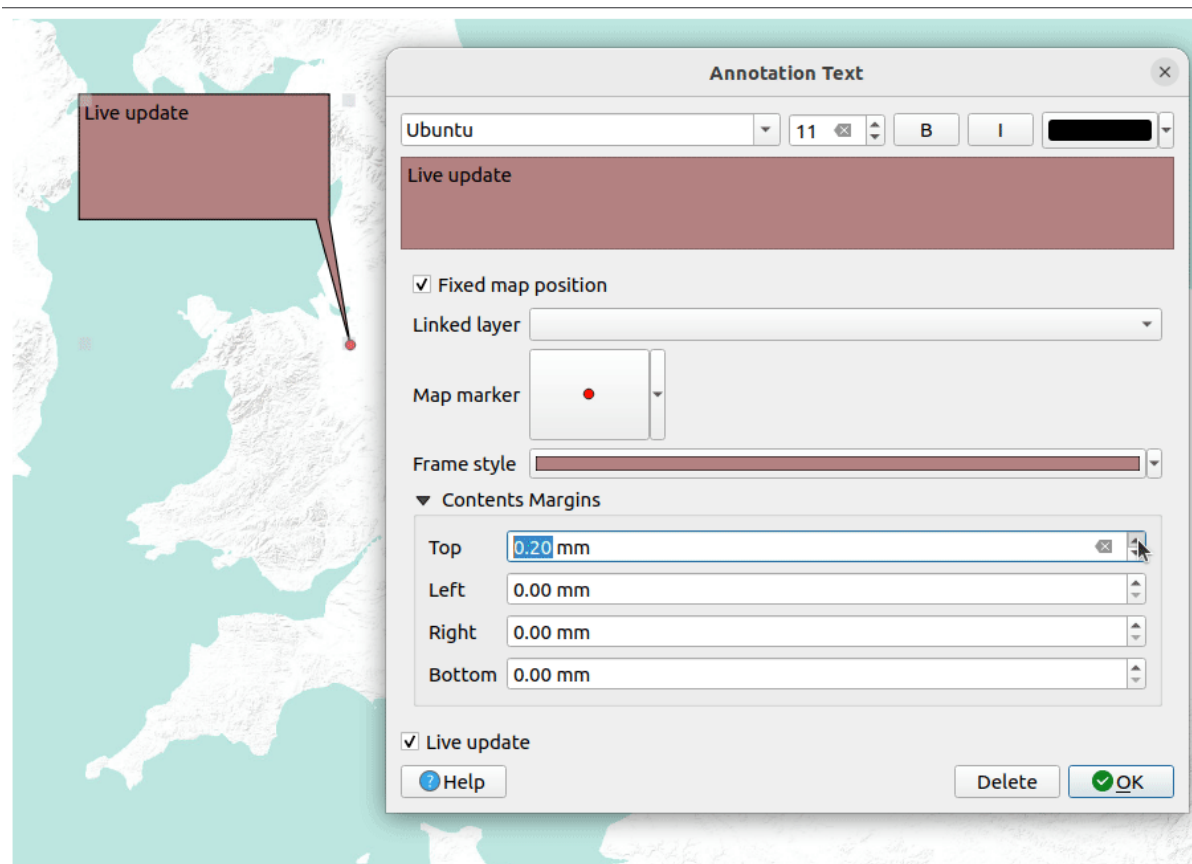 Live update
Annotation Text
Ubuntu
11
B
I
Live update
Fixed map position
Linked layer
Map marker
Frame style
Contents Margins
Top
0.20 mm
Left
0.00 mm
Right
0.00 mm
Bottom
0.00 mm
Live update
Help
Delete
OK